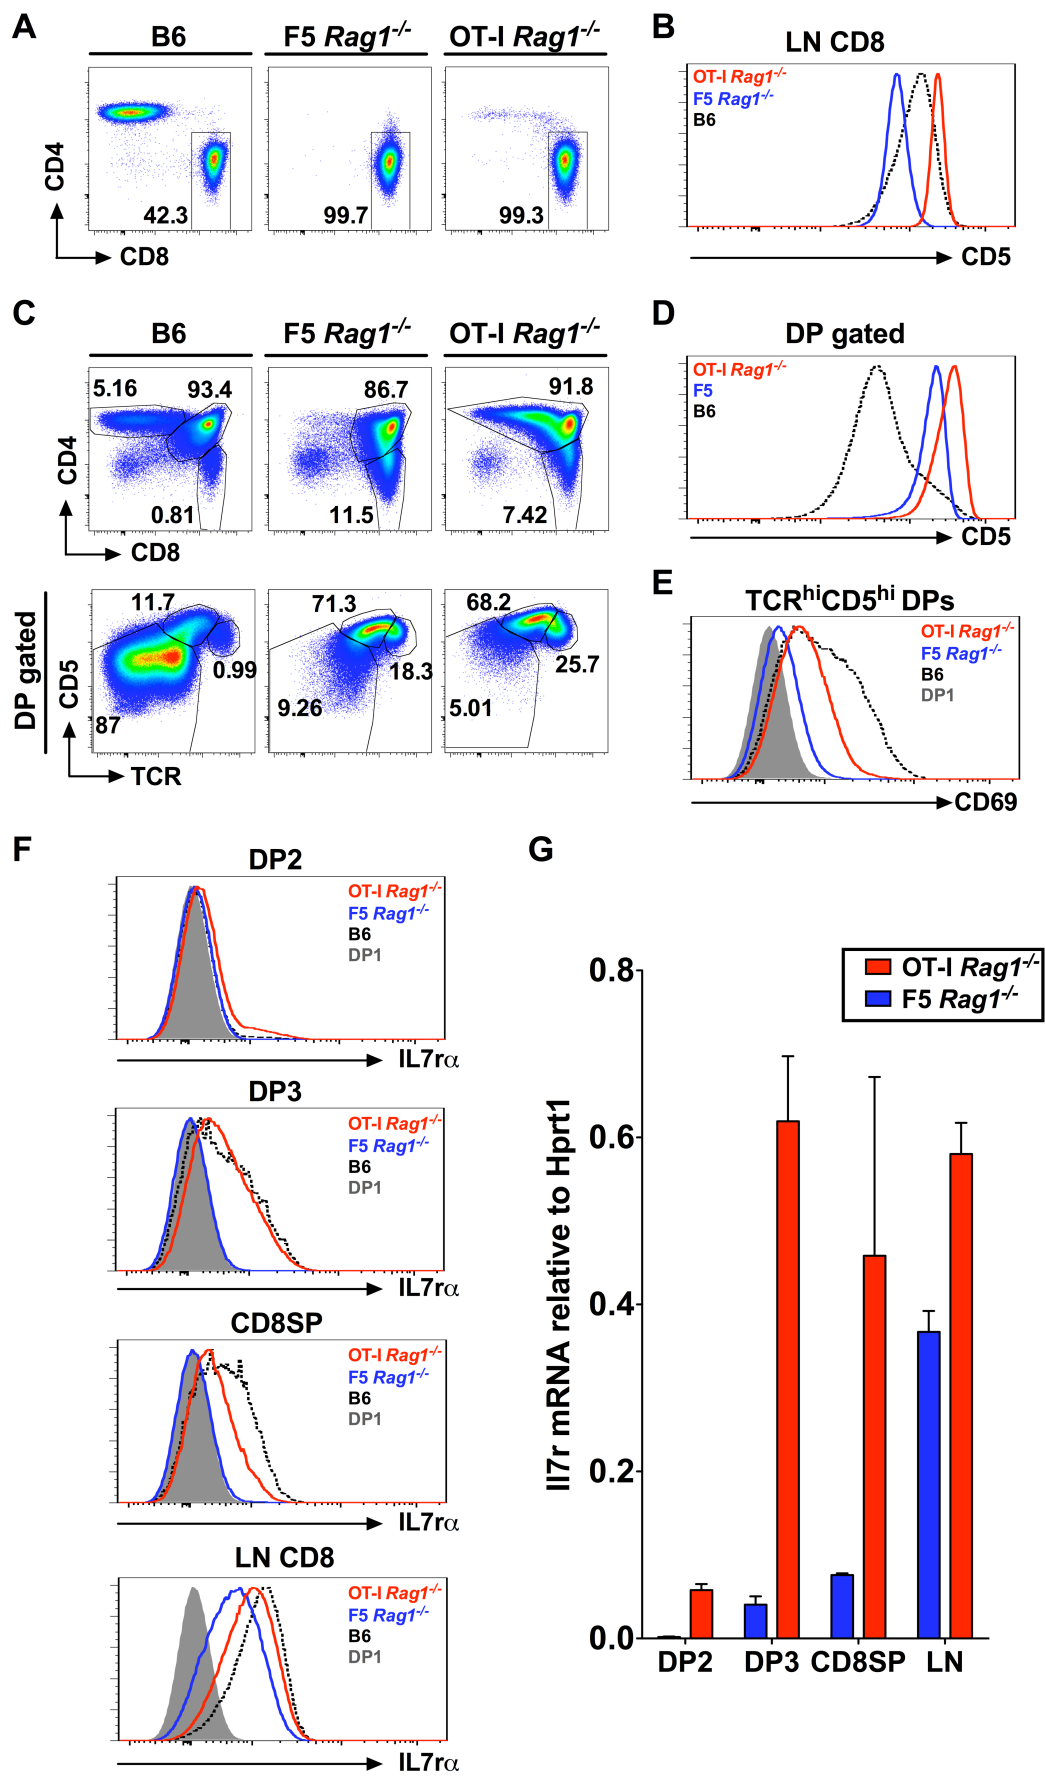 A
B6
F5 Rag1-/-
OT-I Rag1-/-
CD4
42.3
99.7
99.3
CD8
B
LN CD8
OT-I Rag1-/-
F5 Rag1-/-
B6
CD5
C
B6
F5 Rag1-/-
OT-I Rag1-/-
5.16
93.4
86.7
91.8
CD4
0.81
11.5
7.42
CD8
DP gated
CD5
11.7
71.3
68.2
0.99
18.3
25.7
87
9.26
5.01
TCR
D
DP gated
OT-I Rag1-/-
F5
B6
CD5
E
TCRhiCD5hi DPs
OT-I Rag1-/-
F5 Rag1-/-
B6
DP1
CD69
F
DP2
OT-I Rag1-/-
F5 Rag1-/-
B6
DP1
IL7rα
DP3
OT-I Rag1-/-
F5 Rag1-/-
B6
DP1
IL7rα
CD8SP
OT-I Rag1-/-
F5 Rag1-/-
B6
DP1
IL7rα
LN CD8
OT-I Rag1-/-
F5 Rag1-/-
B6
DP1
IL7rα
G
OT-I Rag1-/-
F5 Rag1-/-
Il7r mRNA relative to Hprt1
0.8
0.6
0.4
0.2
0.0
DP2
DP3
CD8SP
LN